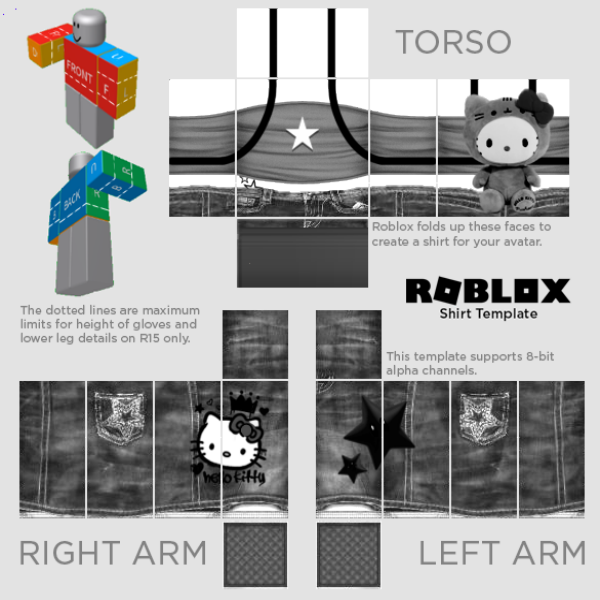 TORSO
FRONT
F
L
R
D
U
BACK
B
R
Roblox folds up these faces to
create a shirt for your avatar.
ROBLOX
Shirt Template
The dotted lines are maximum
limits for height of gloves and
lower leg details on R15 only.
This template supports 8-bit
alpha channels.
hello kitty
RIGHT ARM
LEFT ARM